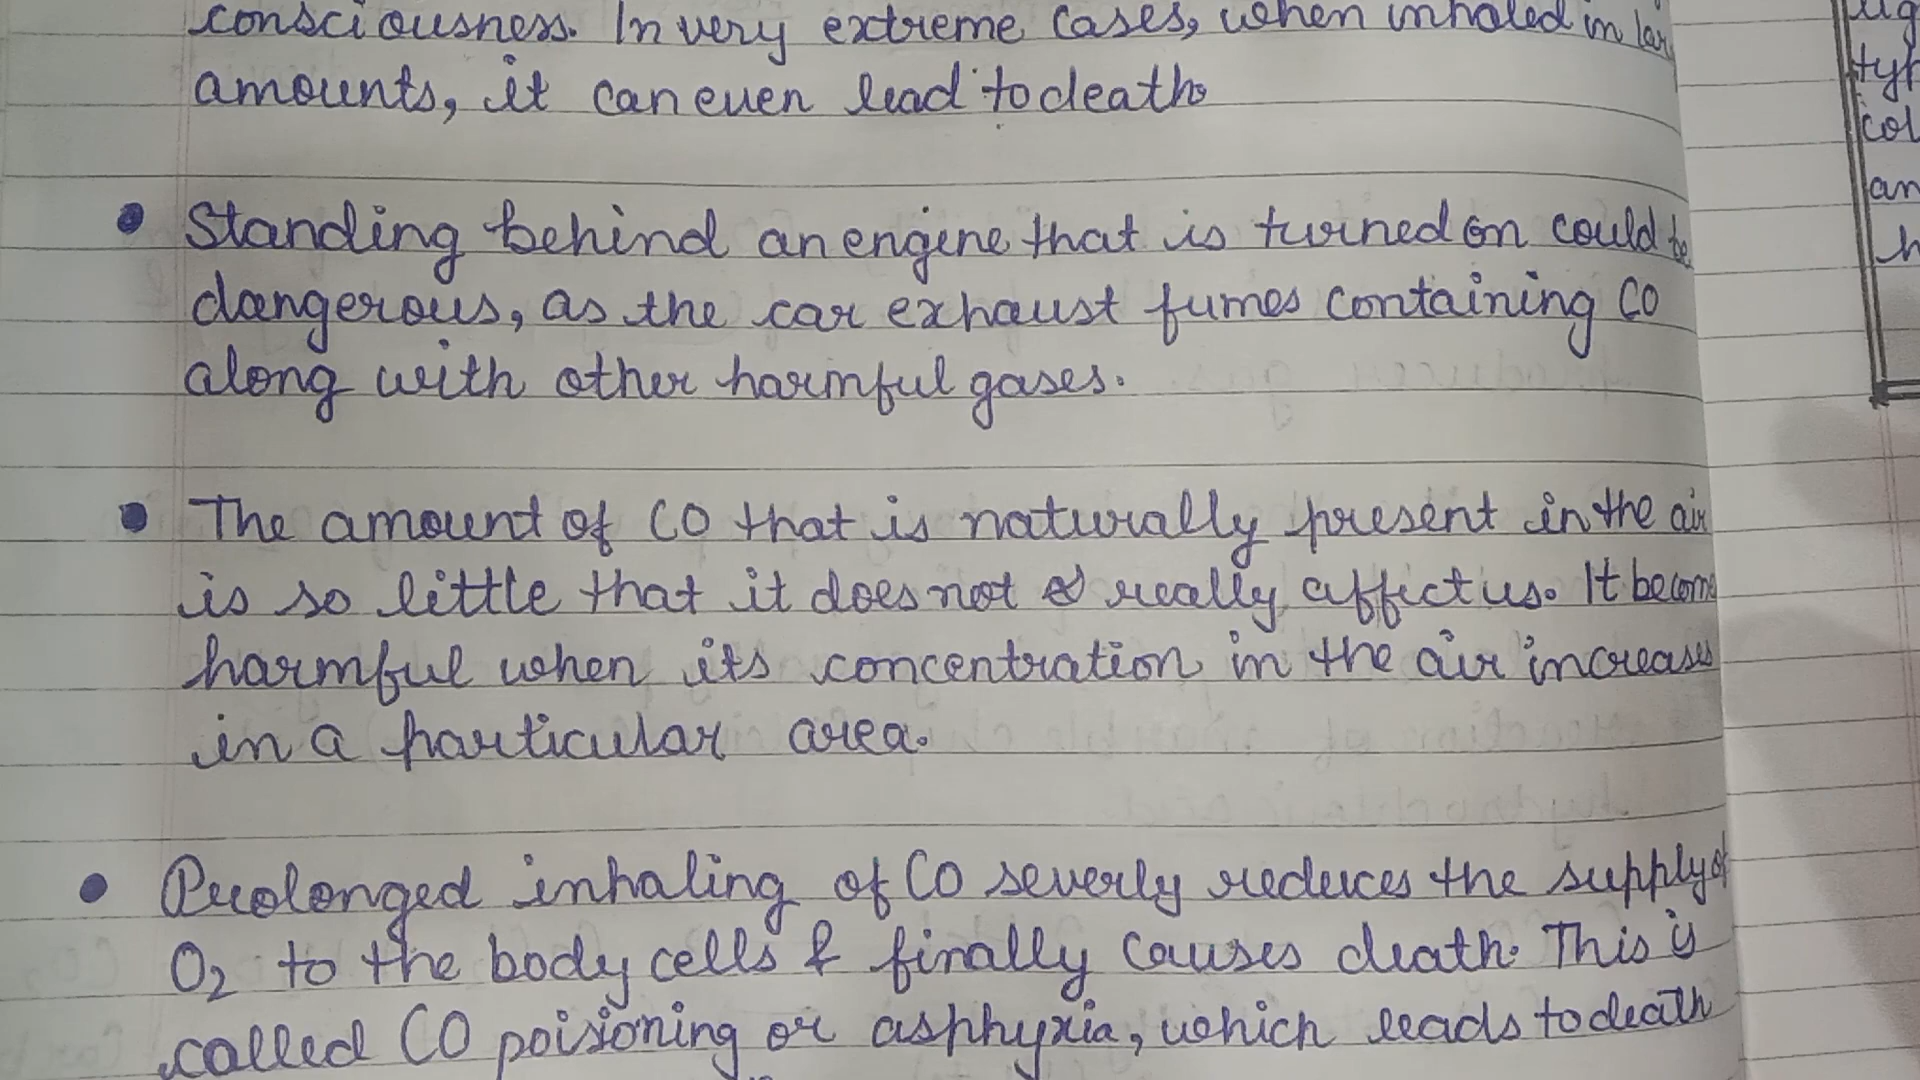 consciousness. In very extreme cases, when inhaled in
amounts, it can even lead to death
• Standing behind an engine that is turned on could be
dangerous, as the car exhaust fumes containing CO
along with other harmful gases.
• The amount of CO that is naturally present in the air
is so little that it does not really affect us. It become
harmful when its concentration in the air increases
in a particular area.
• Prolonged inhaling of CO severly reduces the supply of
O₂ to the body cells & finally causes death. This is
called CO poisioning or asphyxia, which leads to death
col
an
h